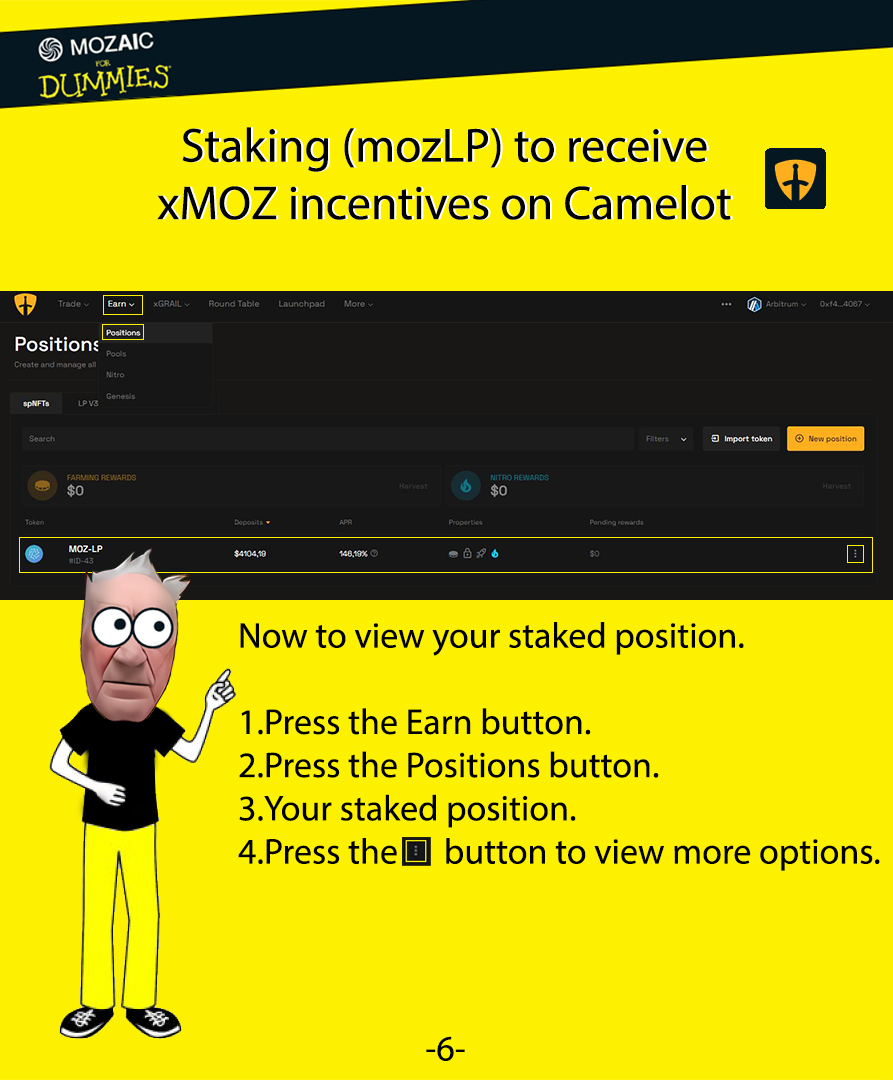 MOZAIC
FOR
DUMMIES
Staking (mozLP) to receive
xMOZ incentives on Camelot
Trade Earn xGRAIL Round Table Launchpad More ••• Arbitrum 0xf4...4067
Positions
Positions
Create and manage all
Pools
Nitro
Genesis
spNFTs LP V3
Search Filters Import token New position
FARMING REWARDS
$0
Harvest
NITRO REWARDS
$0
Harvest
Token Deposits APR Properties Pending rewards
MOZ-LP $4104,19 146,19% $0
#ID-43
Now to view your staked position.
1.Press the Earn button.
2.Press the Positions button.
3.Your staked position.
4.Press the button to view more options.
-6-